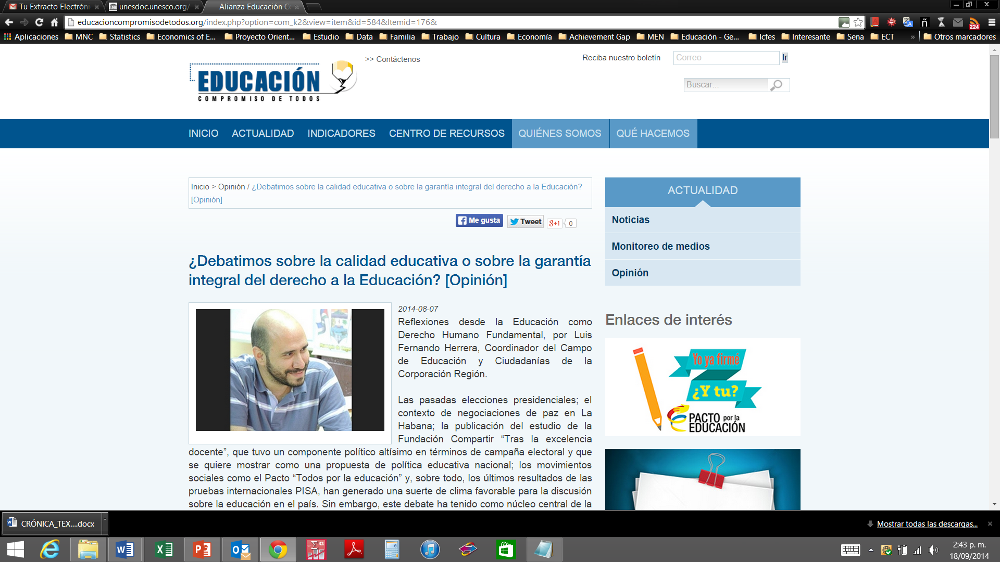 Tu Extracto Electróni
unesdoc.unesco.org/
Alianza Educación C
educacioncompromisodetodos.org/index.php?option=com_k2&view=item&id=584&Itemid=176&
ñ
224
Aplicaciones MNC Statistics Economics of E... Proyecto Orient... Estudio Data Familia Trabajo Cultura Economía Achievement Gap MEN Educación - Ge... Icfes Interesante Sena ECT » Otros marcadores
EDUCACIÓN
COMPROMISO DE TODOS
>> Contáctenos
Reciba nuestro boletín Correo Ir
Buscar...
INICIO ACTUALIDAD INDICADORES CENTRO DE RECURSOS QUIÉNES SOMOS QUÉ HACEMOS
Inicio > Opinión / ¿Debatimos sobre la calidad educativa o sobre la garantía integral del derecho a la Educación?
[Opinión]
Me gusta Tweet g+1 0
¿Debatimos sobre la calidad educativa o sobre la garantía
integral del derecho a la Educación? [Opinión]
2014-08-07
Reflexiones desde la Educación como
Derecho Humano Fundamental, por Luis
Fernando Herrera, Coordinador del Campo
de Educación y Ciudadanías de la
Corporación Región.
Las pasadas elecciones presidenciales; el
contexto de negociaciones de paz en La
Habana; la publicación del estudio de la
Fundación Compartir “Tras la excelencia
docente”, que tuvo un componente político altísimo en términos de campaña electoral y que
se quiere mostrar como una propuesta de política educativa nacional; los movimientos
sociales como el Pacto “Todos por la educación” y, sobre todo, los últimos resultados de las
pruebas internacionales PISA, han generado una suerte de clima favorable para la discusión
sobre la educación en el país. Sin embargo, este debate ha tenido como núcleo central de la
ACTUALIDAD
Noticias
Monitoreo de medios
Opinión
Enlaces de interés
Yo ya firmé
¿Y tu?
PACTO por la
EDUCACIÓN
CRÓNICA_TEX....docx
Mostrar todas las descargas...
2:43 p. m.
18/09/2014